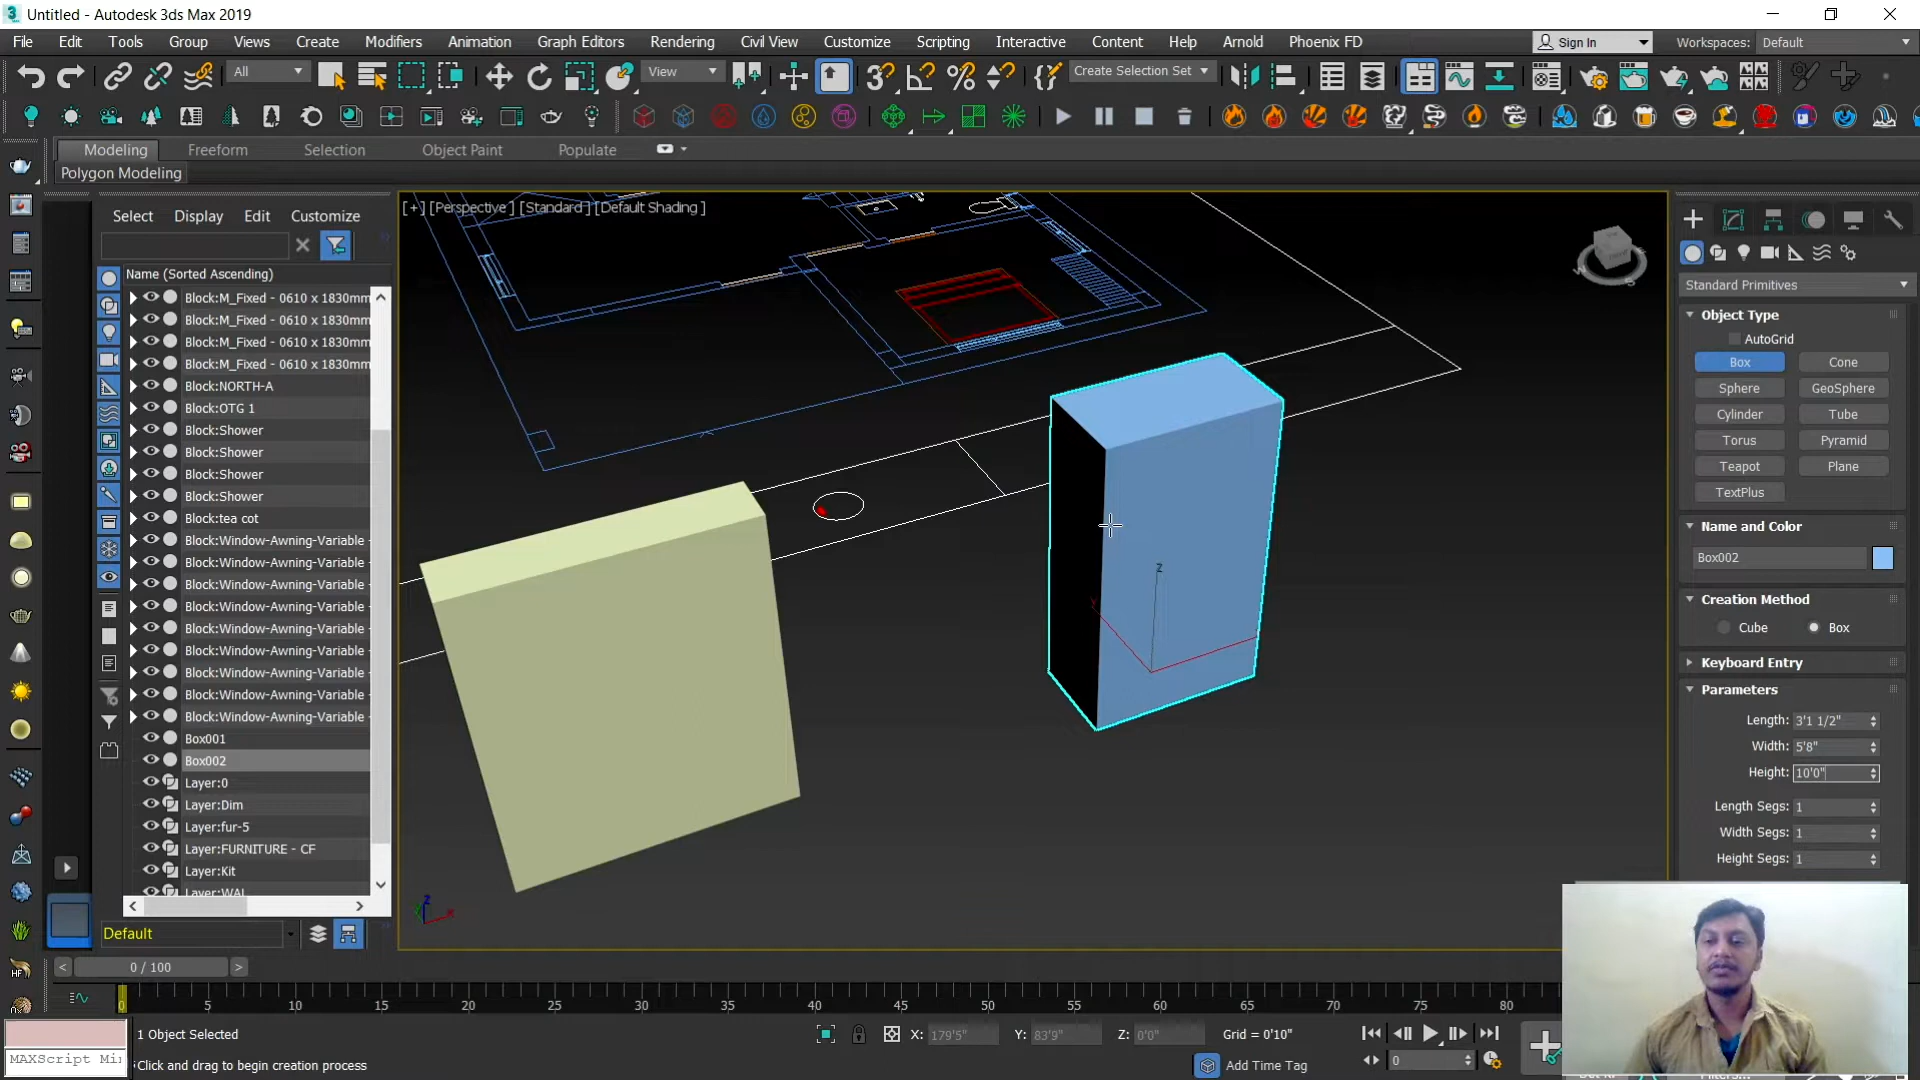 Untitled - Autodesk 3ds Max 2019
File Edit Tools Group Views Create Modifiers Animation Graph Editors Rendering Civil View Customize Scripting Interactive Content Help Arnold Phoenix FD Sign In Workspaces: Default
All View Create Selection Set
Modeling Freeform Selection Object Paint Populate
Polygon Modeling
Select Display Edit Customize
Name (Sorted Ascending)
Block:M_Fixed - 0610 x 1830mm
Block:M_Fixed - 0610 x 1830mm
Block:M_Fixed - 0610 x 1830mm
Block:M_Fixed - 0610 x 1830mm
Block:NORTH-A
Block:OTG 1
Block:Shower
Block:Shower
Block:Shower
Block:Shower
Block:tea cot
Block:Window-Awning-Variable -
Block:Window-Awning-Variable -
Block:Window-Awning-Variable -
Block:Window-Awning-Variable -
Block:Window-Awning-Variable -
Block:Window-Awning-Variable -
Block:Window-Awning-Variable -
Block:Window-Awning-Variable -
Block:Window-Awning-Variable -
Box001
Box002
Layer:0
Layer:Dim
Layer:fur-5
Layer:FURNITURE - CF
Layer:Kit
Layer:WAL
Default
[+] [Perspective ] [Standard ] [Default Shading ]
z
Standard Primitives
Object Type
AutoGrid
Box Cone
Sphere GeoSphere
Cylinder Tube
Torus Pyramid
Teapot Plane
TextPlus
Name and Color
Box002
Creation Method
Cube Box
Keyboard Entry
Parameters
Length: 3'1 1/2"
Width: 5'8"
Height: 10'0"
Length Segs: 1
Width Segs: 1
Height Segs: 1
< 0 / 100 >
0 5 10 15 20 25 30 35 40 45 50 55 60 65 70 75 80
1 Object Selected
X: 179'5" Y: 83'9" Z: 0'0" Grid = 0'10"
MAXScript Mi
Click and drag to begin creation process
Add Time Tag
0
Filters...